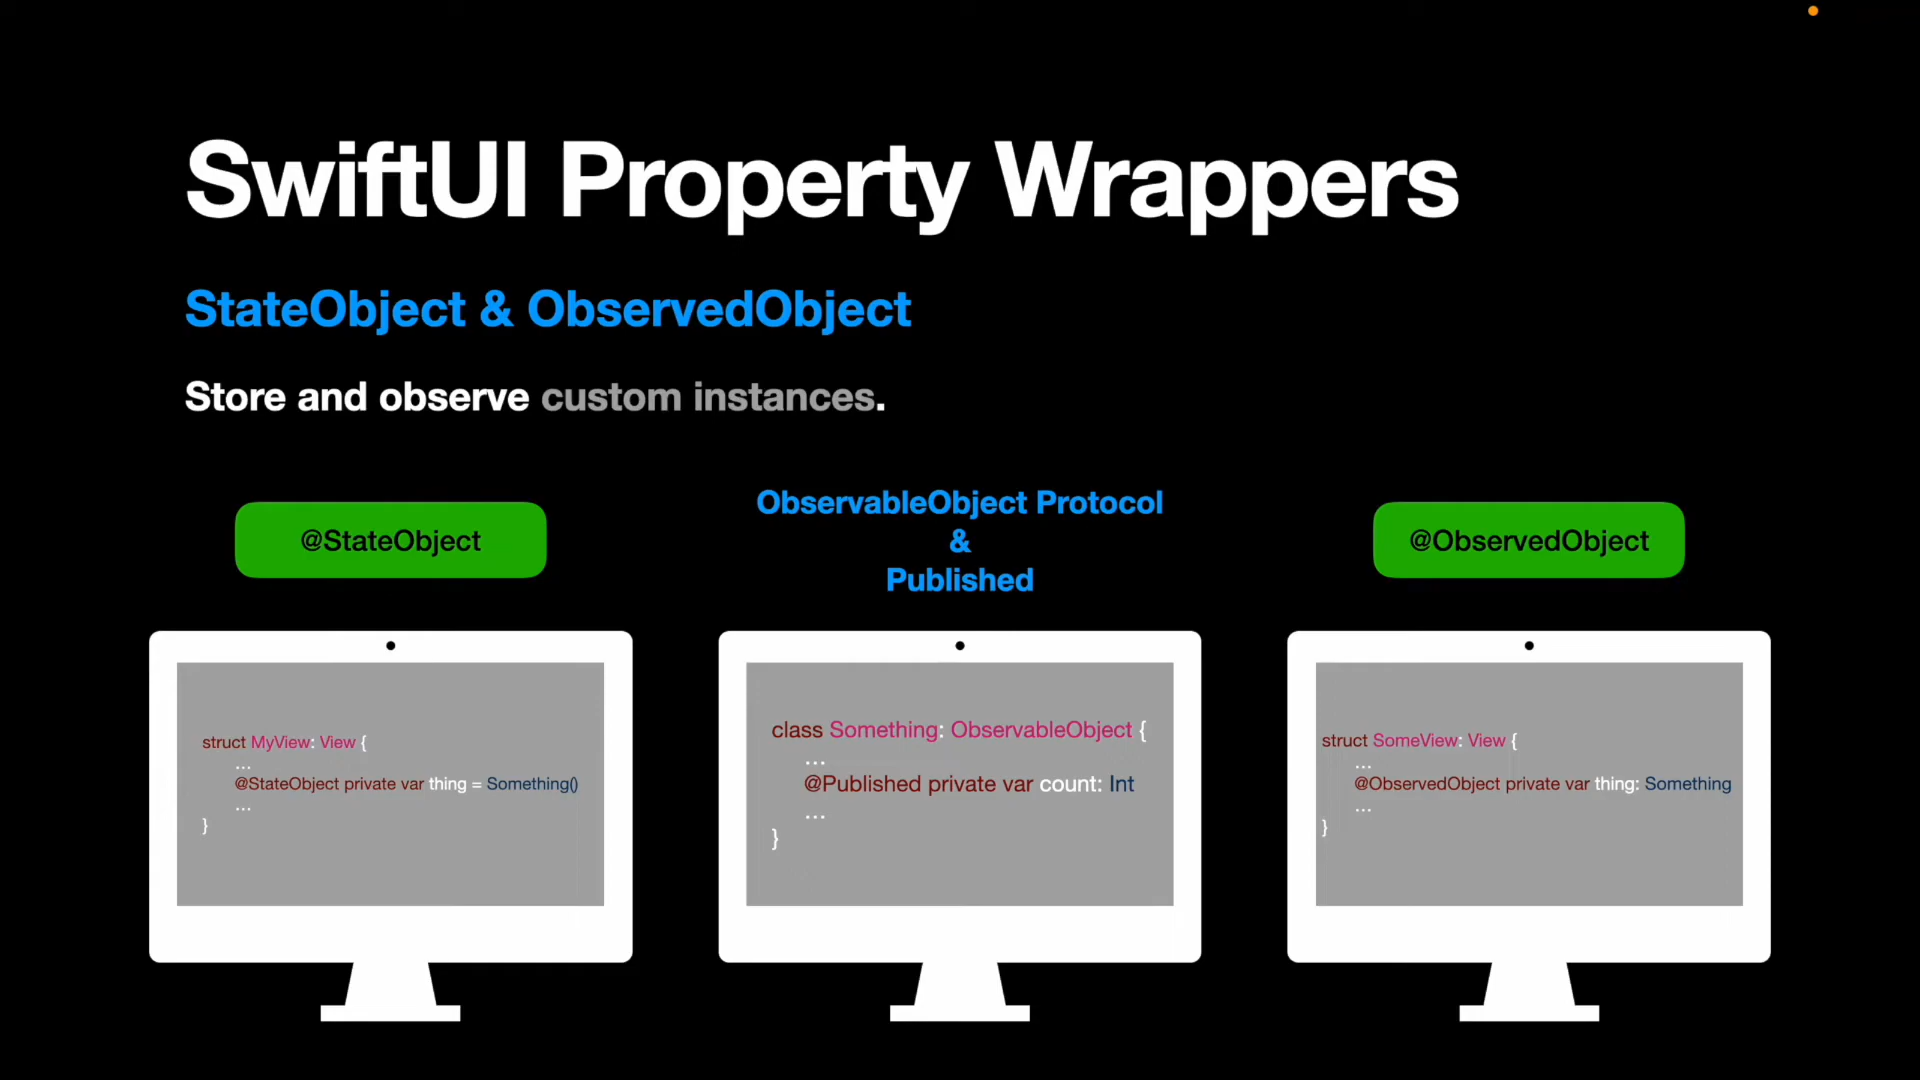 SwiftUI Property Wrappers
StateObject & ObservedObject
Store and observe custom instances.
@StateObject
struct MyView: View {
...
@StateObject private var thing = Something()
...
}
ObservableObject Protocol
&
Published
class Something: ObservableObject {
...
@Published private var count: Int
...
}
@ObservedObject
struct SomeView: View {
...
@ObservedObject private var thing: Something
...
}